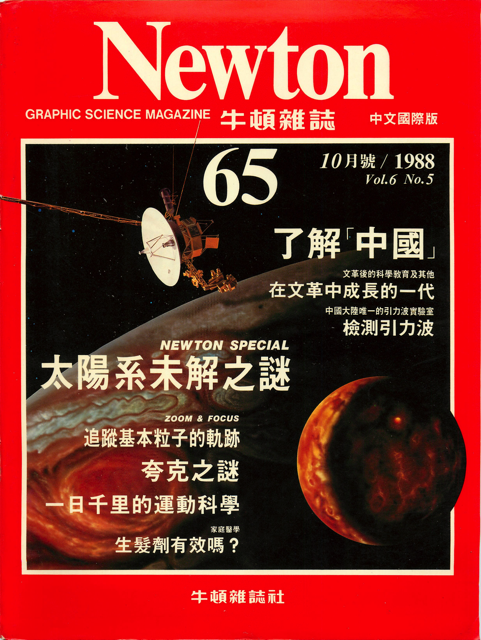 Newton
GRAPHIC SCIENCE MAGAZINE 牛頓雜誌 中文國際版
65
10月號 / 1988
Vol.6 No.5
了解「中國」
文革後的科學教育及其他
在文革中成長的一代
中國大陸唯一的引力波實驗室
檢測引力波
NEWTON SPECIAL
太陽系未解之謎
ZOOM & FOCUS
追蹤基本粒子的軌跡
夸克之謎
一日千里的運動科學
家庭醫學
生髮劑有效嗎？
牛頓雜誌社